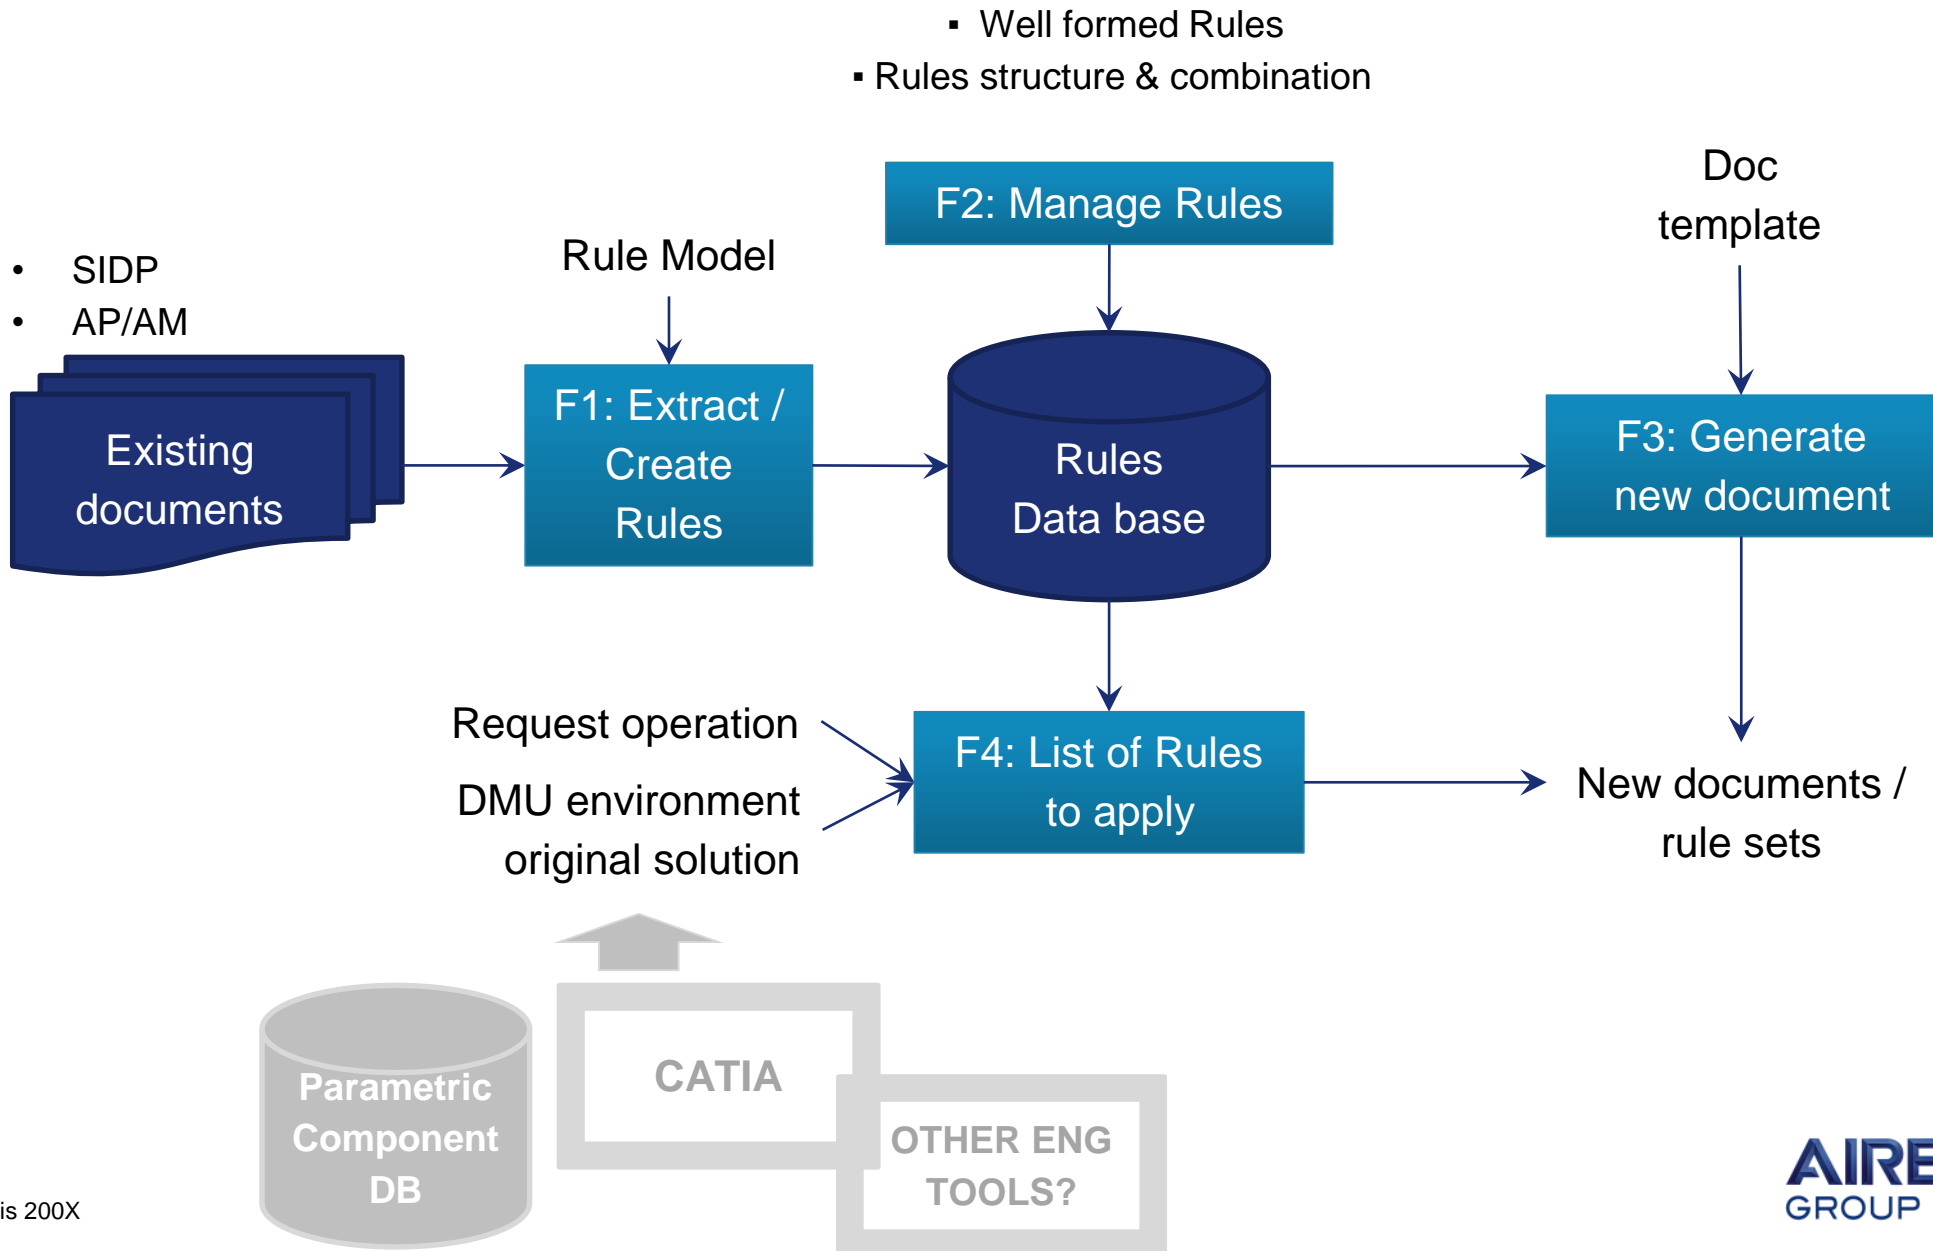 ▪ Well formed Rules
▪ Rules structure & combination
F2: Manage Rules
Doc
template
• SIDP
• AP/AM
Rule Model
Existing
documents
F1: Extract /
Create
Rules
Rules
Data base
F3: Generate
new document
Request operation
DMU environment
original solution
F4: List of Rules
to apply
New documents /
rule sets
Parametric
Component
DB
CATIA
OTHER ENG
TOOLS?
is 200X
AIRB
GROUP